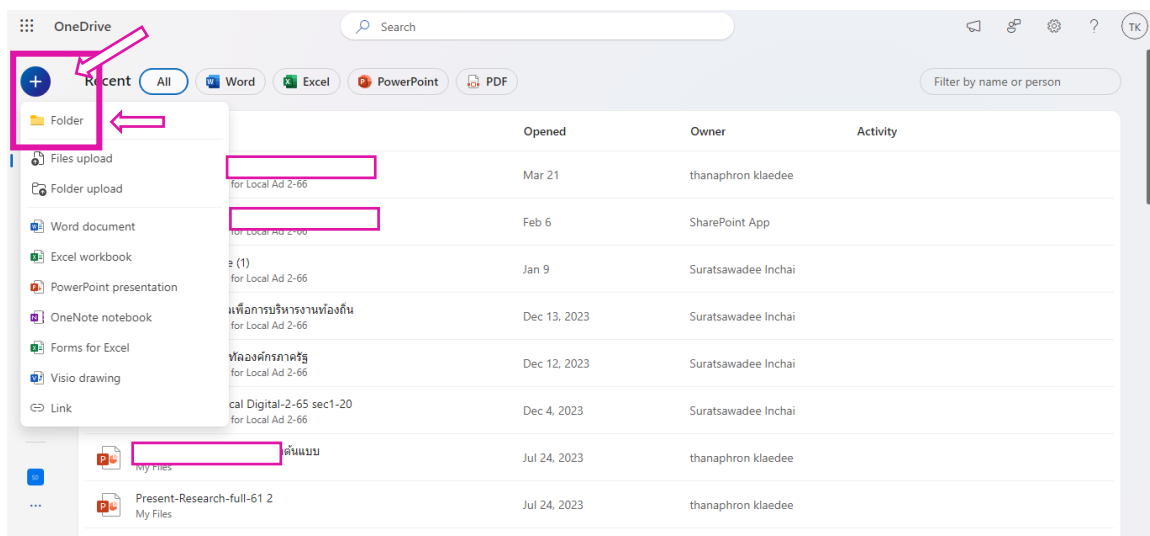 OneDrive
Search
TK
Recent
All
Word
Excel
PowerPoint
PDF
Filter by name or person
Folder
Files upload
Folder upload
Word document
Excel workbook
PowerPoint presentation
OneNote notebook
Forms for Excel
Visio drawing
Link
Opened
Owner
Activity
for Local Ad 2-66
Mar 21
thanaphron klaedee
for Local Ad 2-66
Feb 6
SharePoint App
e (1)
for Local Ad 2-66
Jan 9
Suratsawadee Inchai
เพื่อการบริหารงานท้องถิ่น
for Local Ad 2-66
Dec 13, 2023
Suratsawadee Inchai
ทัลองค์กรภาครัฐ
for Local Ad 2-66
Dec 12, 2023
Suratsawadee Inchai
cal Digital-2-65 sec1-20
for Local Ad 2-66
Dec 4, 2023
Suratsawadee Inchai
ต้นแบบ
My Files
Jul 24, 2023
thanaphron klaedee
Present-Research-full-61 2
My Files
Jul 24, 2023
thanaphron klaedee